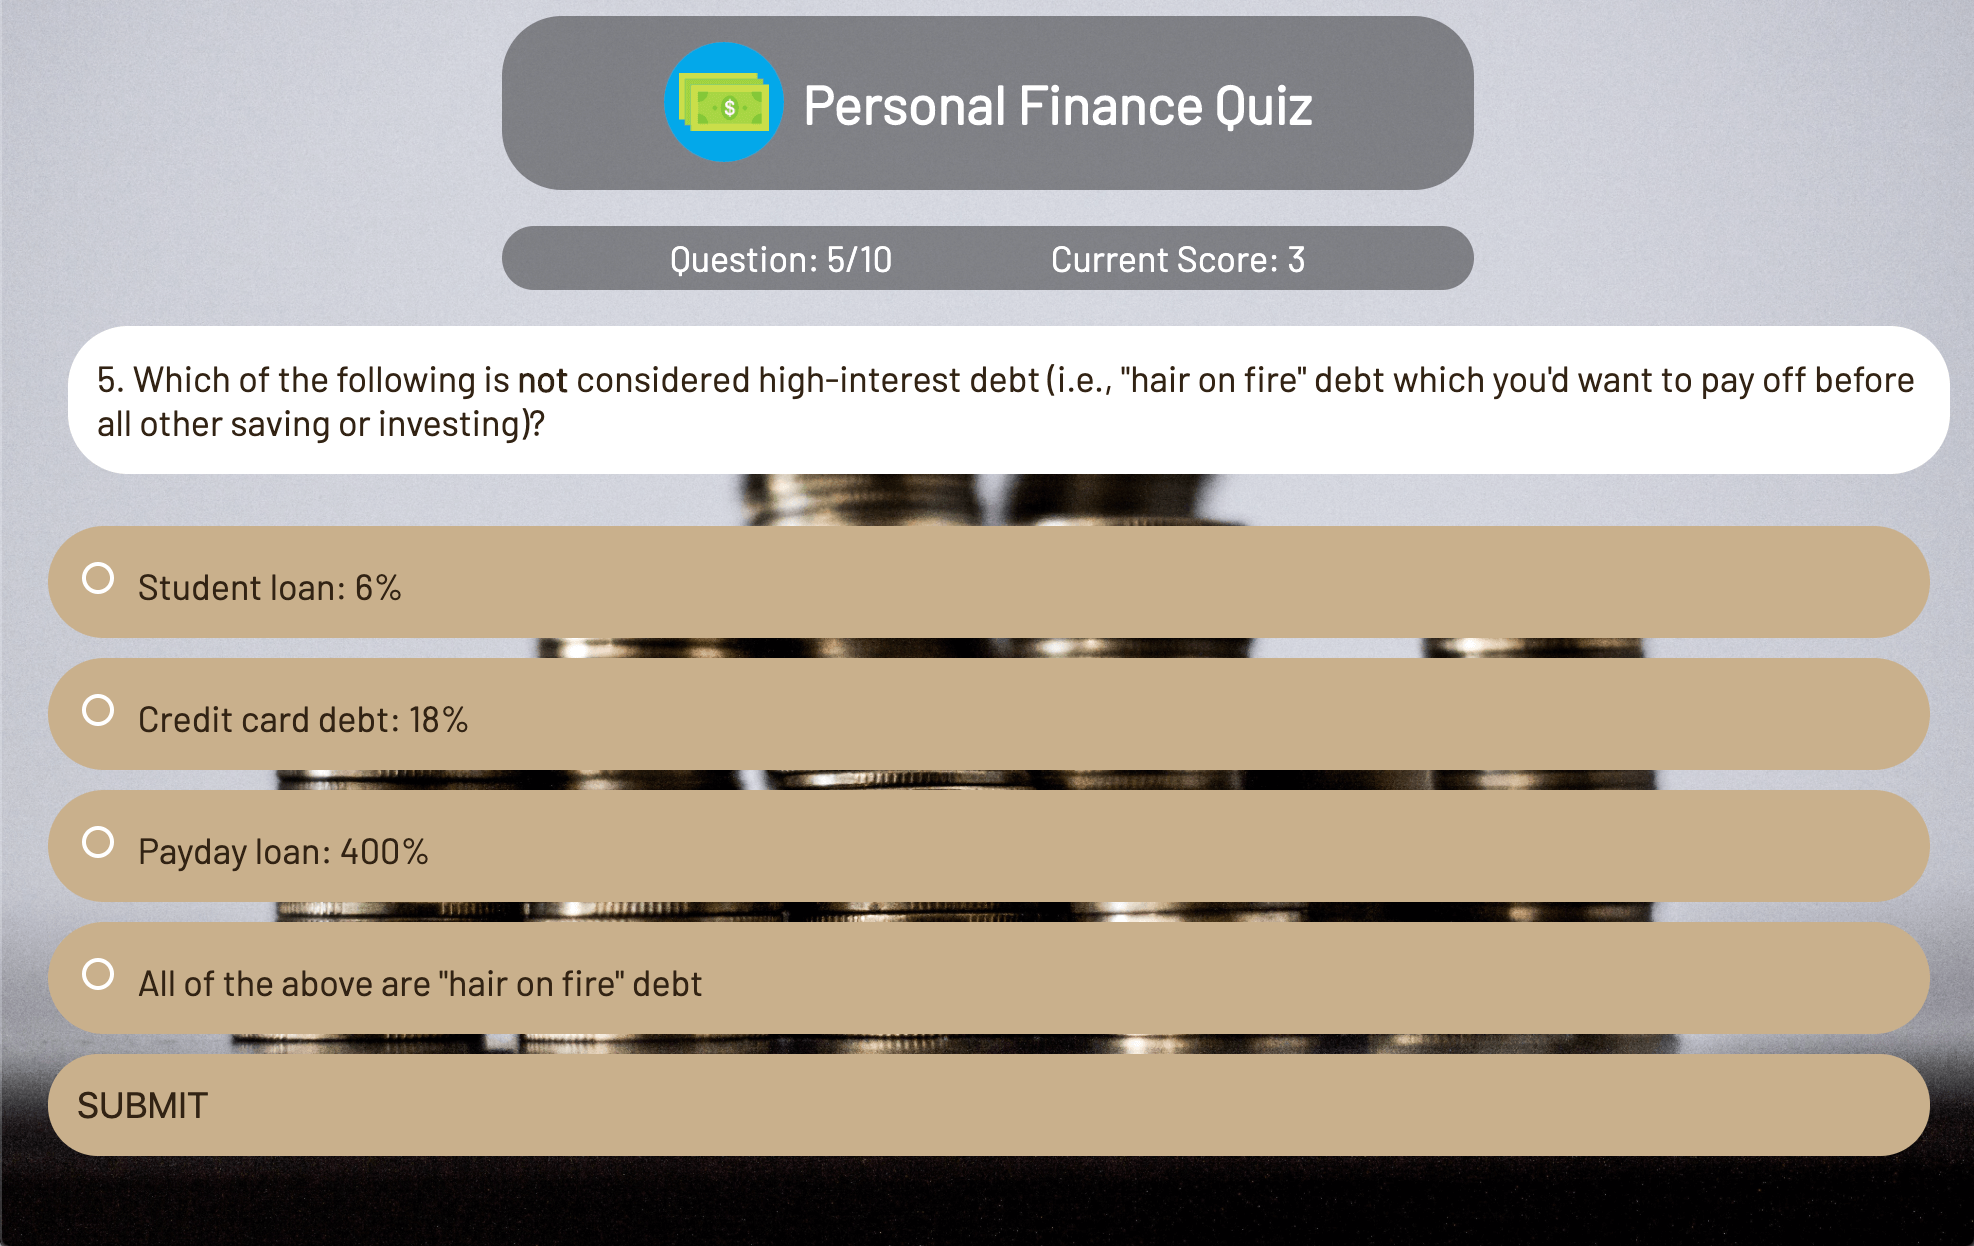 $ Personal Finance Quiz
Question: 5/10 Current Score: 3
5. Which of the following is not considered high-interest debt (i.e., "hair on fire" debt which you'd want to pay off before
all other saving or investing)?
Student loan: 6%
Credit card debt: 18%
Payday loan: 400%
All of the above are "hair on fire" debt
SUBMIT